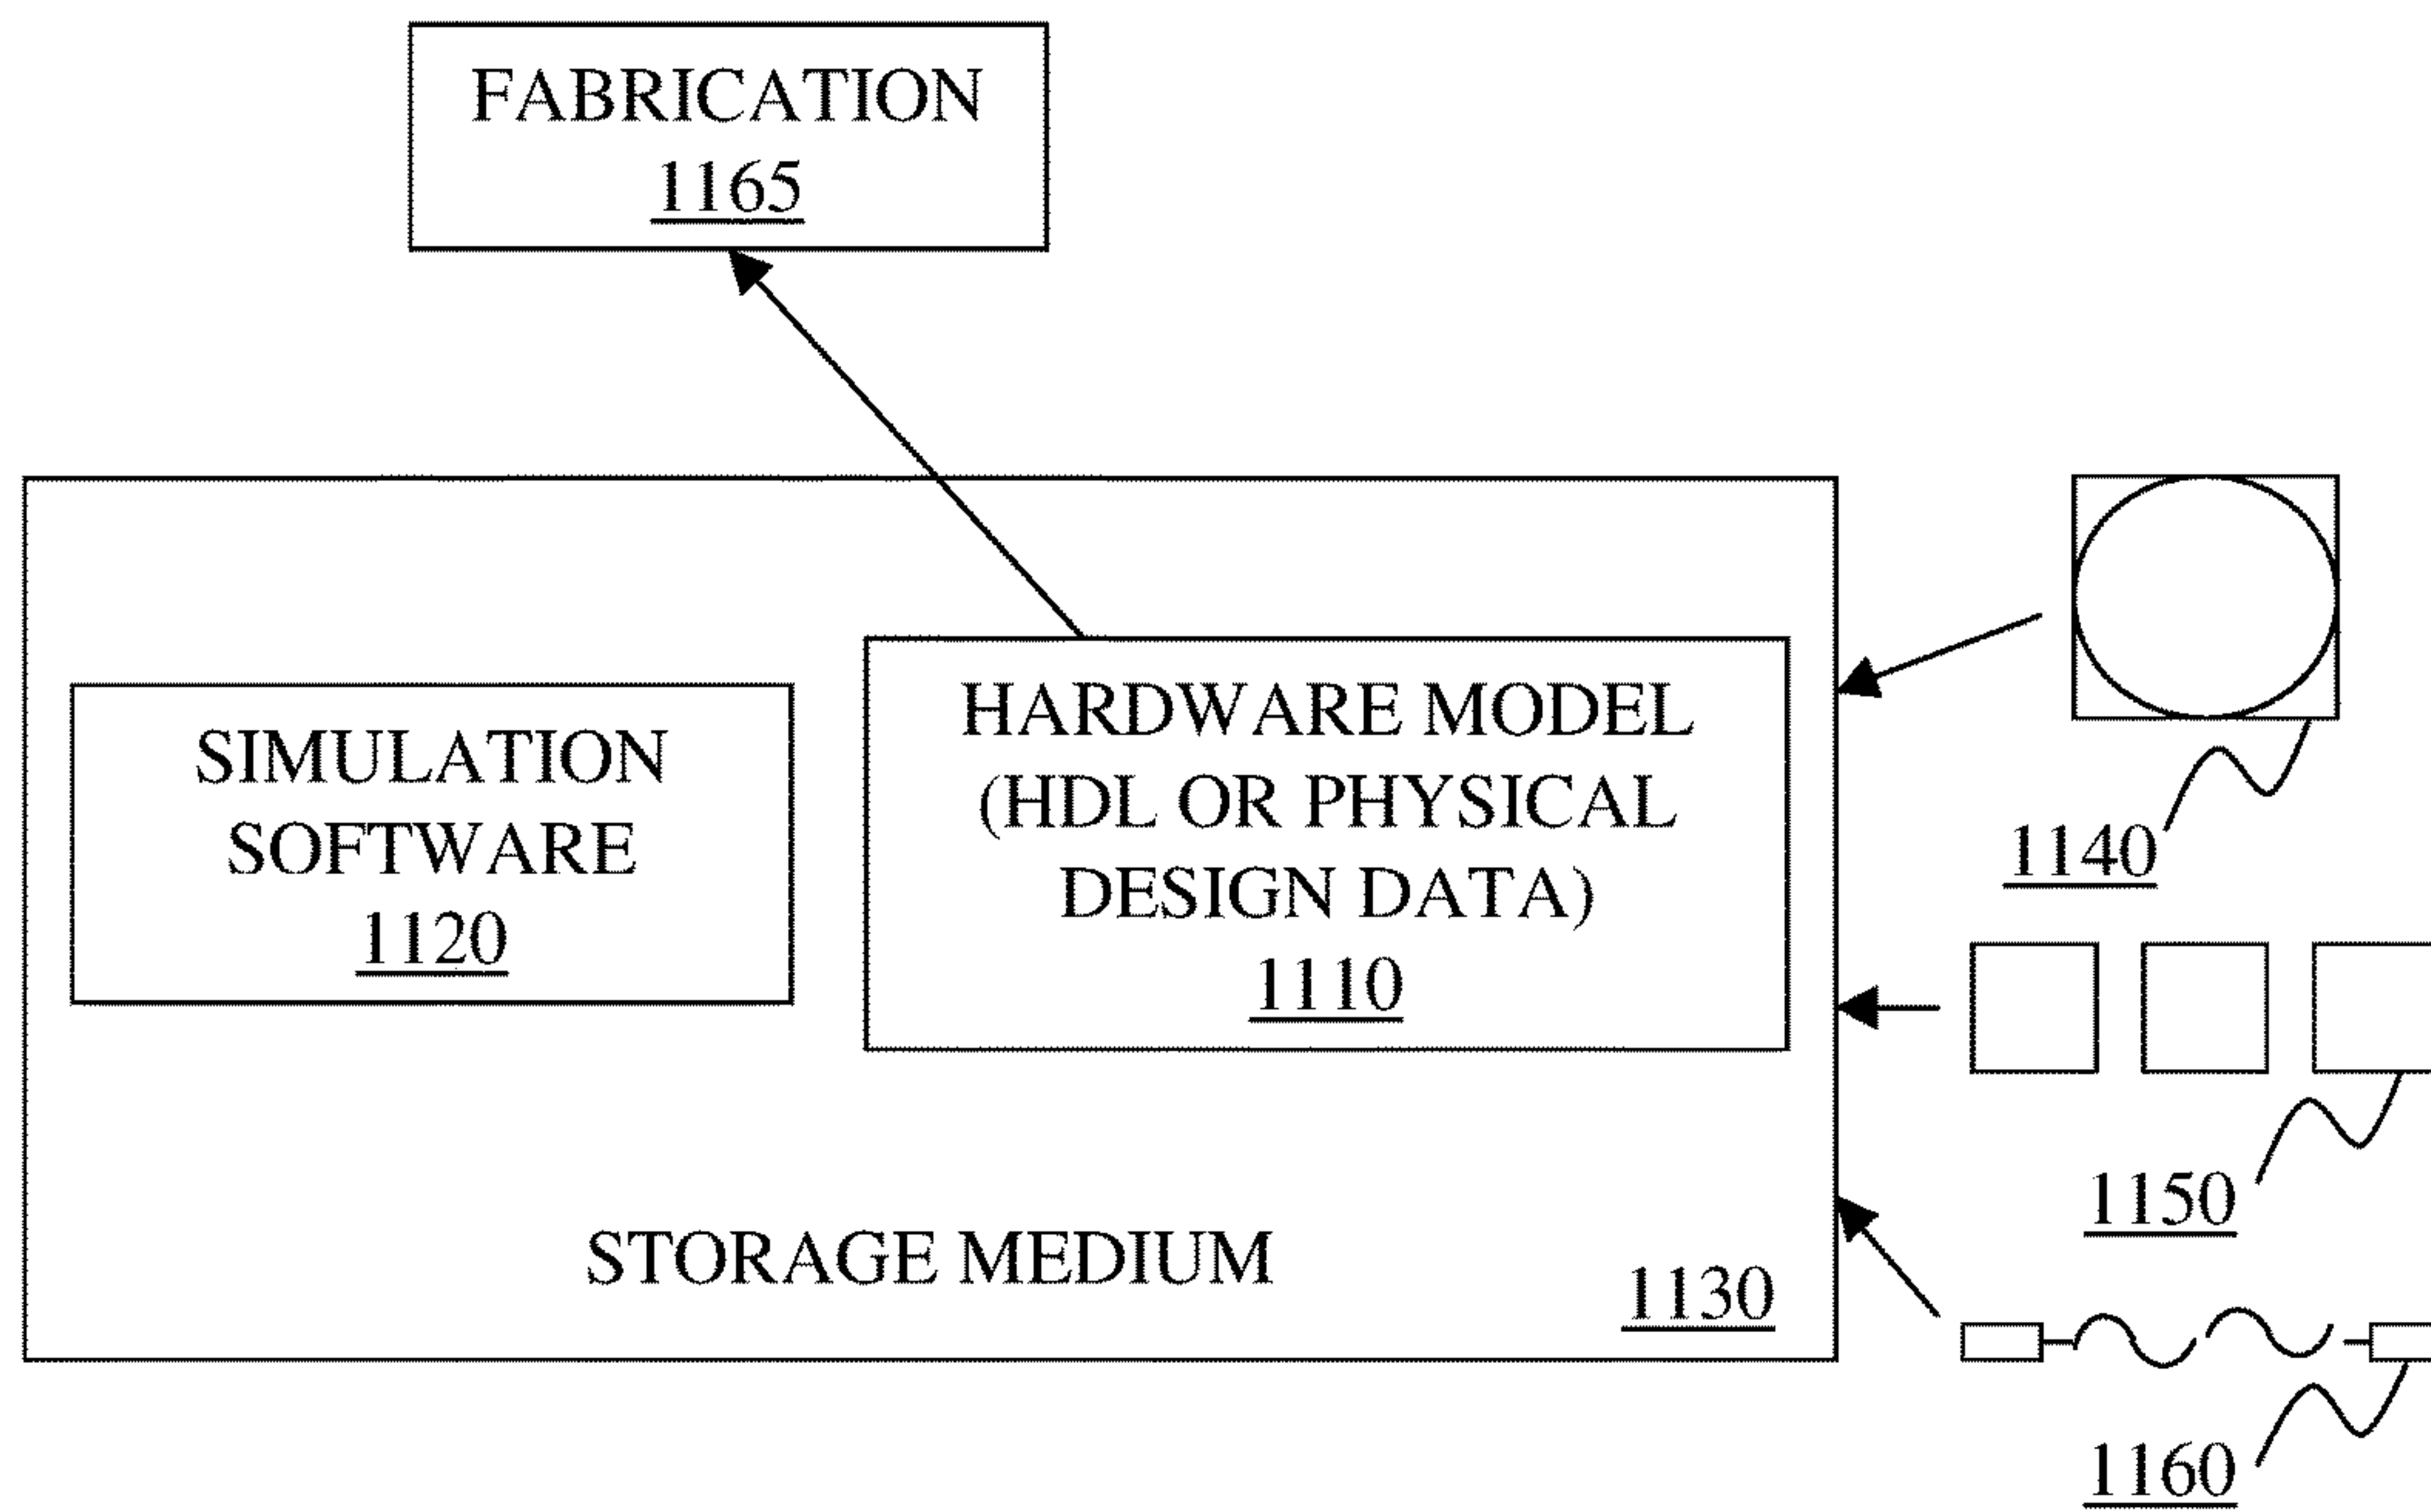 FABRICATION
1165
SIMULATION
SOFTWARE
1120
HARDWARE MODEL
(HDL OR PHYSICAL
DESIGN DATA)
1110
STORAGE MEDIUM
1130
1140
1150
1160